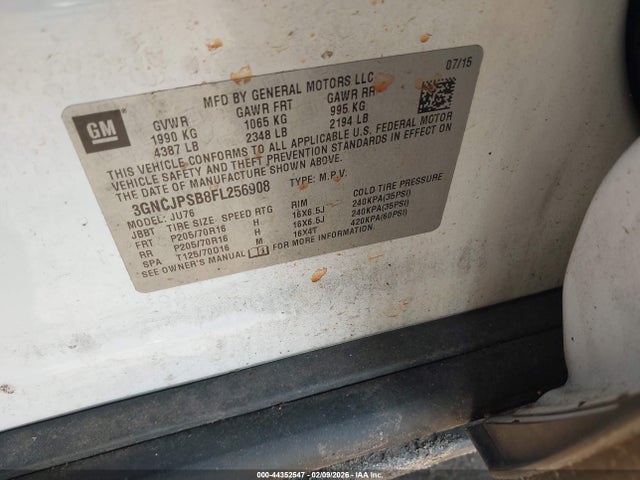 GM
07/15
MFD BY GENERAL MOTORS LLC
GVWR GAWR FRT GAWR RR
1990 KG 1065 KG 995 KG
4387 LB 2348 LB 2194 LB
THIS VEHICLE CONFORMS TO ALL APPLICABLE U.S. FEDERAL MOTOR
VEHICLE SAFETY AND THEFT PREVENTION STANDARDS IN EFFECT ON
THE DATE OF MANUFACTURE SHOWN ABOVE.
3GNCJPSB8FL256908 TYPE: M.P.V.
MODEL: JU76
JBBT TIRE SIZE SPEED RTG RIM COLD TIRE PRESSURE
FRT P205/70R16 H 16X6.5J 240KPA(35PSI)
RR P205/70R16 H 16X6.5J 240KPA(35PSI)
SPA T125/70D16 M 16X4T 420KPA(60PSI)
SEE OWNER'S MANUAL FOR MORE INFORMATION.
000-44352547 02/09/2026 IAAI.COM